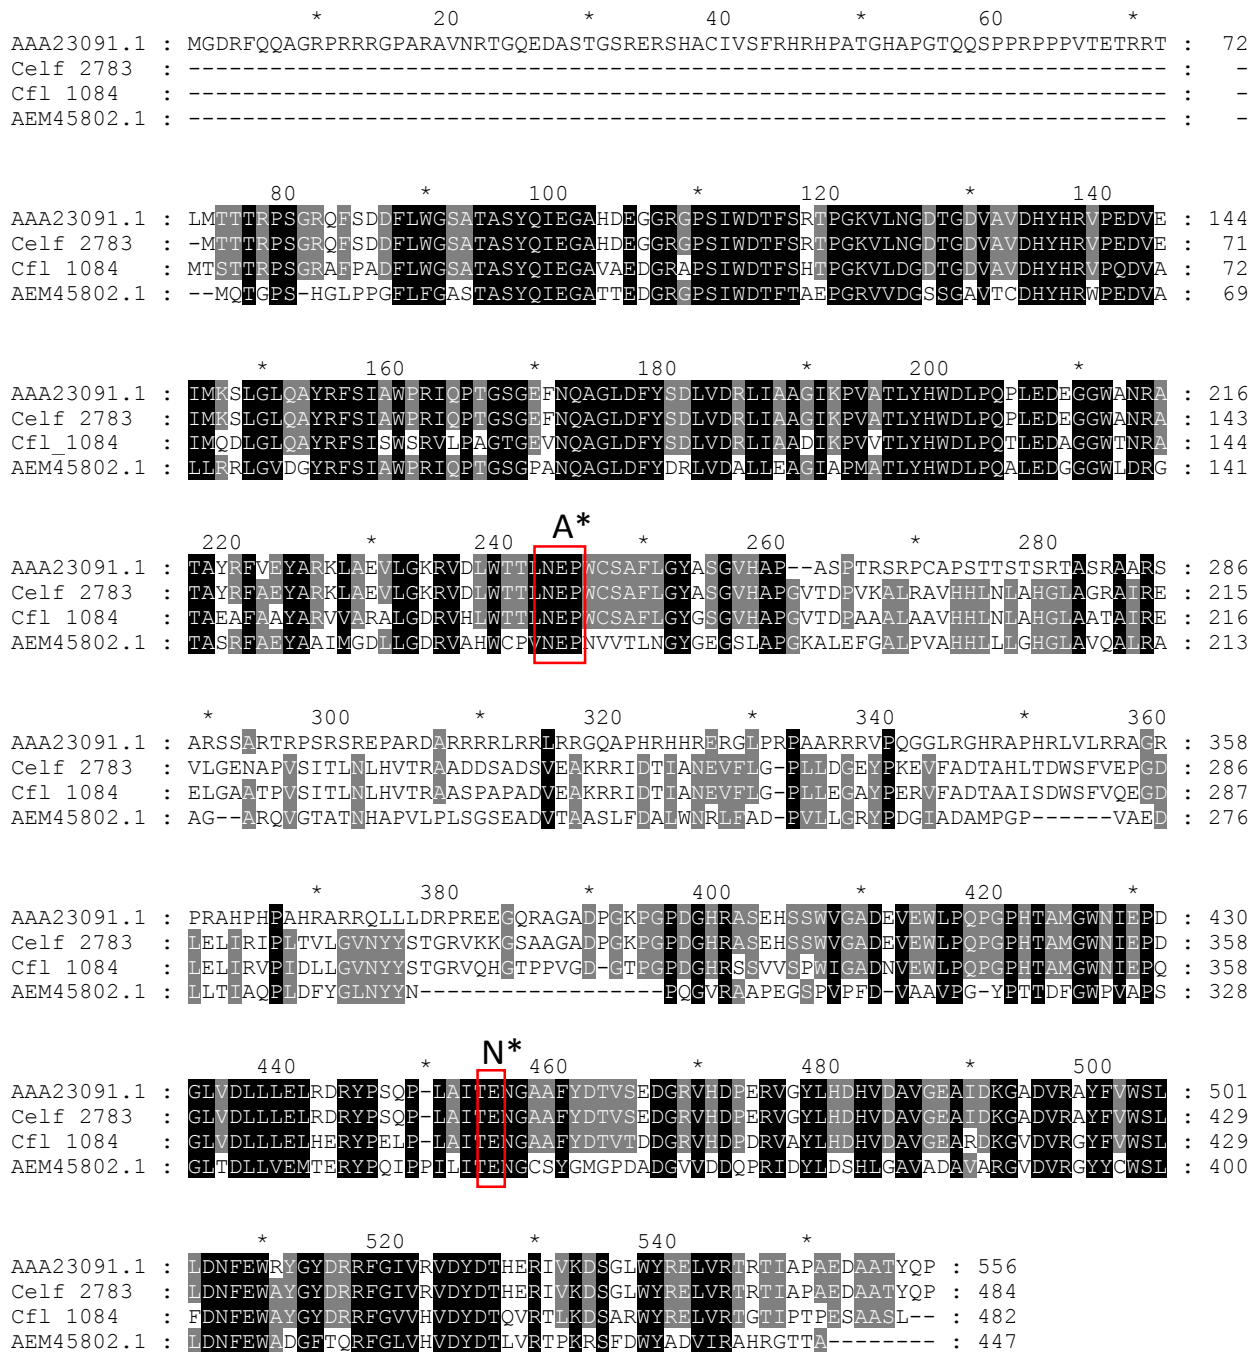 * 20 * 40 * 60 *
AAA23091.1 : MGDRFQQAGRPRRRGPARAVNRTGQEDASTGSRERSHACIVSFRHRHPATGHAPGTQQSPPRPPPVTETRRT : 72
Celf 2783 : ------------------------------------------------------------------------ : -
Cfl 1084 : ------------------------------------------------------------------------ : -
AEM45802.1 : ------------------------------------------------------------------------ : -
80 * 100 * 120 * 140
AAA23091.1 : LMTTTRPSGRQFSDDFLWGSATASYQIEGAHDEGGRGPSIWDTFSRTPGKVLNGDTGDVAVDHYHRVPEDVE : 144
Celf 2783 : -MTTTRPSGRQFSDDFLWGSATASYQIEGAHDEGGRGPSIWDTFSRTPGKVLNGDTGDVAVDHYHRVPEDVE : 71
Cfl 1084 : MTSTTRPSGRAFPADFLWGSATASYQIEGAVAEDGRAPSIWDTFSHTPGKVLDGDTGDVAVDHYHRVPQDVA : 72
AEM45802.1 : --MQTGPS-HGLPPGFLFGASTASYQIEGATTEDGRGPSIWDTFTAEPGRVVDGSSGAVTCDHYHRWPEDVA : 69
* 160 * 180 * 200 *
AAA23091.1 : IMKSLGLQAYRFSIAWPRIQPTGSGEFNQAGLDFYSDLVDRLIAAGIKPVATLYHWDLPQPLEDEGGWANRA : 216
Celf 2783 : IMKSLGLQAYRFSIAWPRIQPTGSGEFNQAGLDFYSDLVDRLIAAGIKPVATLYHWDLPQPLEDEGGWANRA : 143
Cfl_1084 : IMQDLGLQAYRFSISWSRVLPAGTGEVNQAGLDFYSDLVDRLIAADIKPVVTLYHWDLPQTLEDAGGWTNRA : 144
AEM45802.1 : LLRRLGVDGYRFSIAWPRIQPTGSGPANQAGLDFYDRLVDALLEAGIAPMATLYHWDLPQALEDGGGWLDRG : 141
A*
220 * 240 * 260 * 280
AAA23091.1 : TAYRFVEYARKLAEVLGKRVDLWTTLNEPWCSAFLGYASGVHAP--ASPTRSRPCAPSTTSTSRTASRAARS : 286
Celf 2783 : TAYRFAEYARKLAEVLGKRVDLWTTLNEPWCSAFLGYASGVHAPGVTDPVKALRAVHHLNLAHGLAGRAIRE : 215
Cfl 1084 : TAEAFAAYARVVARALGDRVHLWTTLNEPWCSAFLGYGSGVHAPGVTDPAAALAAVHHLNLAHGLAATAIRE : 216
AEM45802.1 : TASRFAEYAAIMGDLLGDRVAHWCPVNEPNVVTLNGYGEGSLAPGKALEFGALPVAHHLLLGHGLAVQALRA : 213
* 300 * 320 * 340 * 360
AAA23091.1 : ARSSARTRPSRSREPARDARRRRLRRLRRGQAPHRHHRERGLPRPAARRRVPQGGLRGHRAPHRLVLRRAGR : 358
Celf 2783 : VLGENAPVSITLNLHVTRAADDSADSVEAKRRIDTIANEVFLG-PLLDGEYPKEVFADTAHLTDWSFVEPGD : 286
Cfl 1084 : ELGAATPVSITLNLHVTRAASPAPADVEAKRRIDTIANEVFLG-PLLEGAYPERVFADTAAISDWSFVQEGD : 287
AEM45802.1 : AG--ARQVGTATNHAPVLPLSGSEADVTAASLFDALWNRLFAD-PVLLGRYPDGIADAMPGP------VAED : 276
* 380 * 400 * 420 *
AAA23091.1 : PRAHPHPAHRARRQLLLDRPREEGQRAGADPGKPGPDGHRASEHSSWVGADEVEWLPQPGPHTAMGWNIEPD : 430
Celf 2783 : LELIRIPLTVLGVNYYSTGRVKKGSAAGADPGKPGPDGHRASEHSSWVGADEVEWLPQPGPHTAMGWNIEPD : 358
Cfl 1084 : LELIRVPIDLLGVNYYSTGRVQHGTPPVGD-GTPGPDGHRSSVVSPWIGADNVEWLPQPGPHTAMGWNIEPQ : 358
AEM45802.1 : LLTIAQPLDFYGLNYYN------------------PQGVRAAPEGSPVPFD-VAAVPG-YPTTDFGWPVAPS : 328
N*
440 * 460 * 480 * 500
AAA23091.1 : GLVDLLLELRDRYPSQP-LAITENGAAFYDTVSEDGRVHDPERVGYLHDHVDAVGEAIDKGADVRAYFVWSL : 501
Celf 2783 : GLVDLLLELRDRYPSQP-LAITENGAAFYDTVSEDGRVHDPERVGYLHDHVDAVGEAIDKGADVRAYFVWSL : 429
Cfl 1084 : GLVDLLLELHERYPELP-LAITENGAAFYDTVTDDGRVHDPDRVAYLHDHVDAVGEARDKGVDVRGYFVWSL : 429
AEM45802.1 : GLTDLLVEMTERYPQIPPILITENGCSYGMGPDADGVVDDQPRIDYLDSHLGAVADAVARGVDVRGYYCWSL : 400
* 520 * 540 *
AAA23091.1 : LDNFEWRYGYDRRFGIVRVDYDTHERIVKDSGLWYRELVRTRTIAPAEDAATYQP : 556
Celf 2783 : LDNFEWAYGYDRRFGIVRVDYDTHERIVKDSGLWYRELVRTRTIAPAEDAATYQP : 484
Cfl 1084 : FDNFEWAYGYDRRFGVVHVDYDTQVRTLKDSARWYRELVRTGTIPTPESAASL-- : 482
AEM45802.1 : LDNFEWADGFTQRFGLVHVDYDTLVRTPKRSFDWYADVIRAHRGTTA-------- : 447